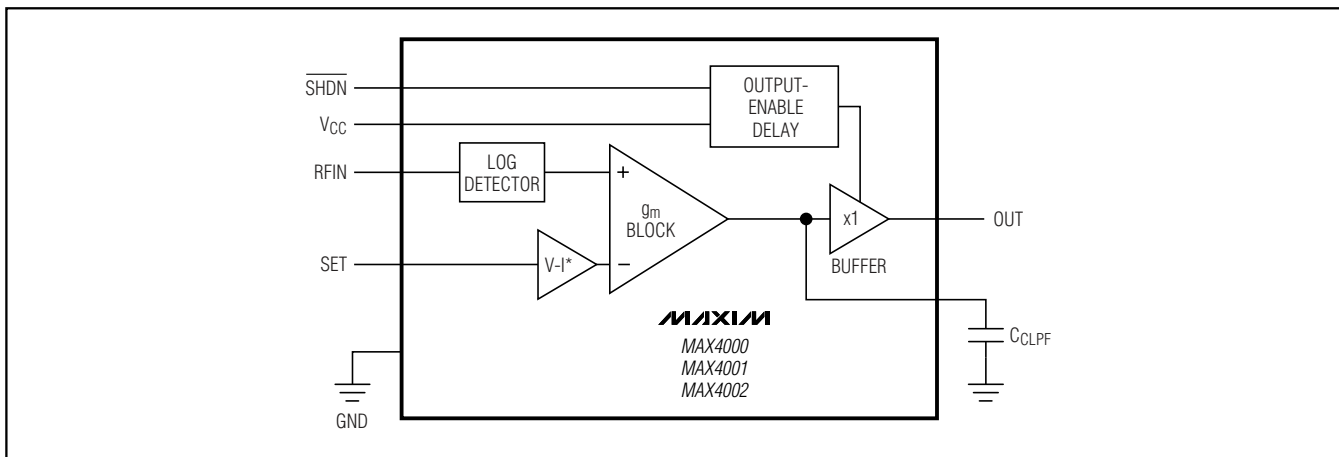 SHDN
VCC
RFIN
SET
GND
LOG
DETECTOR
V-I*
+
−
gm
BLOCK
OUTPUT-
ENABLE
DELAY
x1
BUFFER
OUT
CCLPF
MAXIM
MAX4000
MAX4001
MAX4002